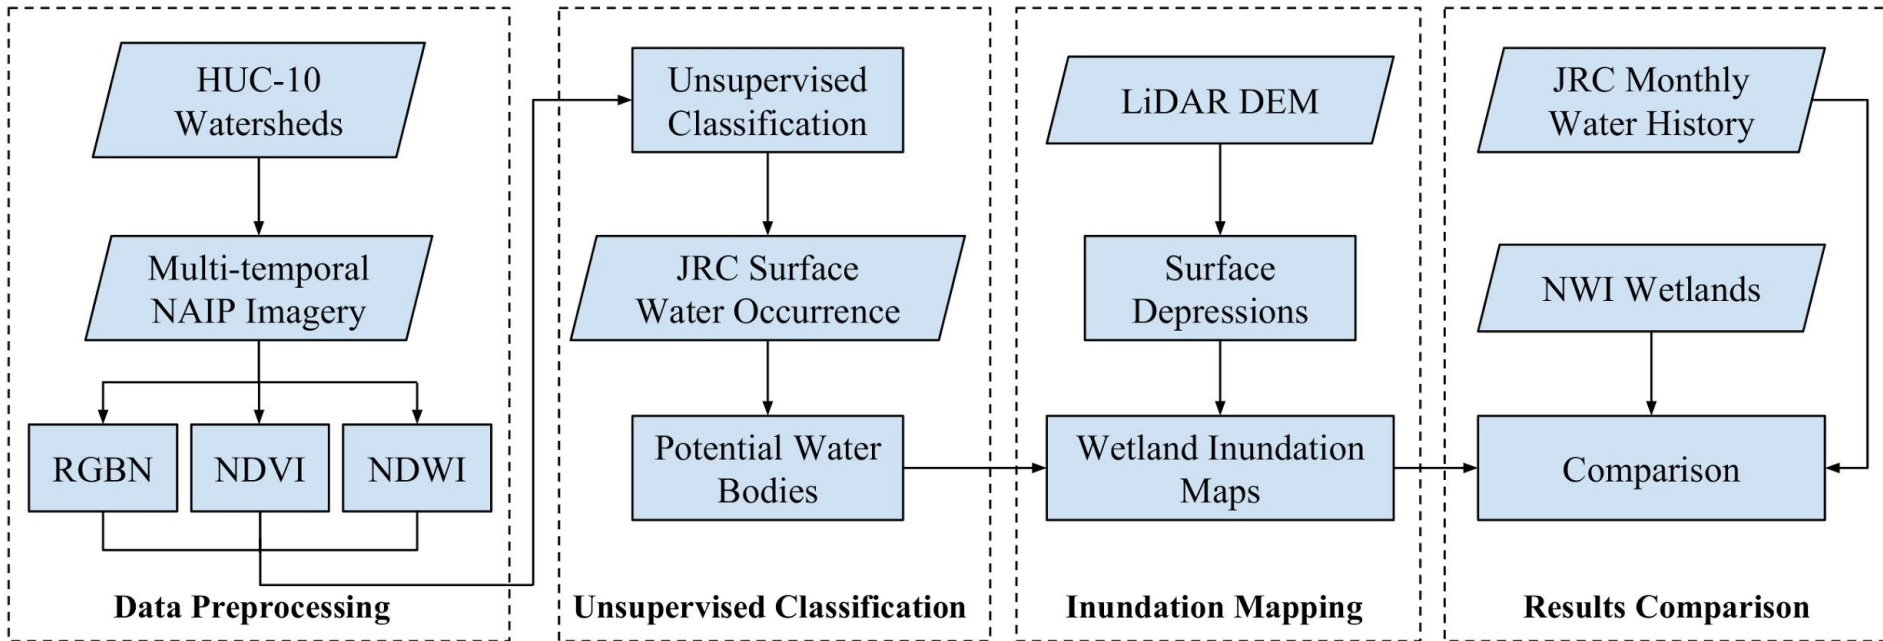 HUC-10
Watersheds
Multi-temporal
NAIP Imagery
RGBN
NDVI
NDWI
Data Preprocessing
Unsupervised
Classification
JRC Surface
Water Occurrence
Potential Water
Bodies
Unsupervised Classification
LiDAR DEM
Surface
Depressions
Wetland Inundation
Maps
Inundation Mapping
JRC Monthly
Water History
NWI Wetlands
Comparison
Results Comparison